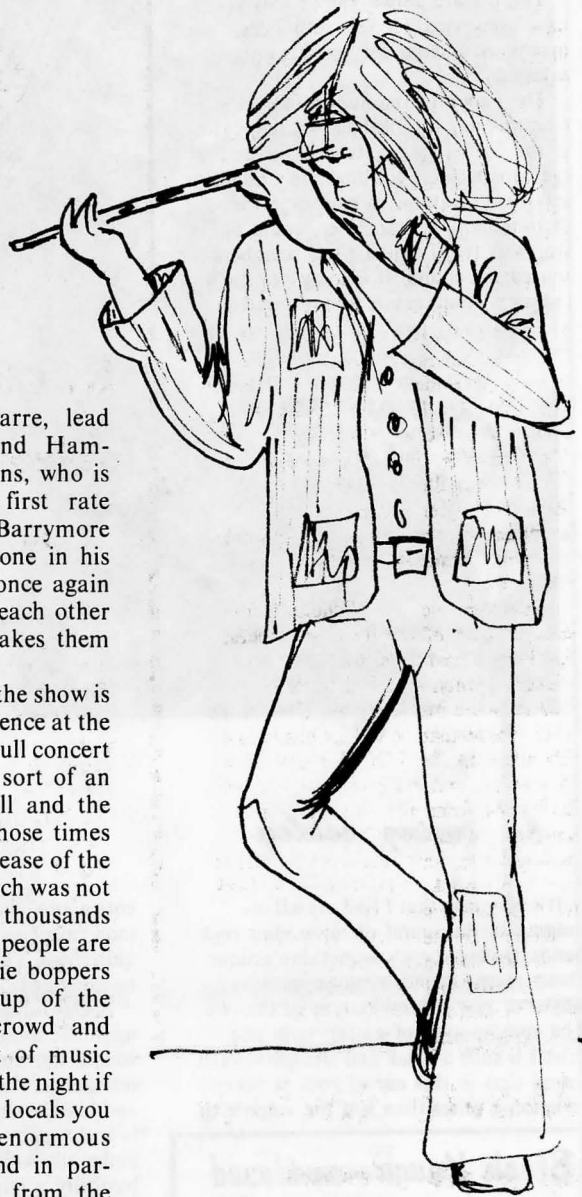 arre, lead
nd Ham-
ns, who is
first rate
Barrymore
one in his
once again
each other
akes them
the show is
ence at the
ull concert
sort of an
ll and the
hose times
ease of the
ch was not
thousands
people are
ie boppers
up of the
crowd and
of music
the night if
locals you
enormous
nd in par-
from the